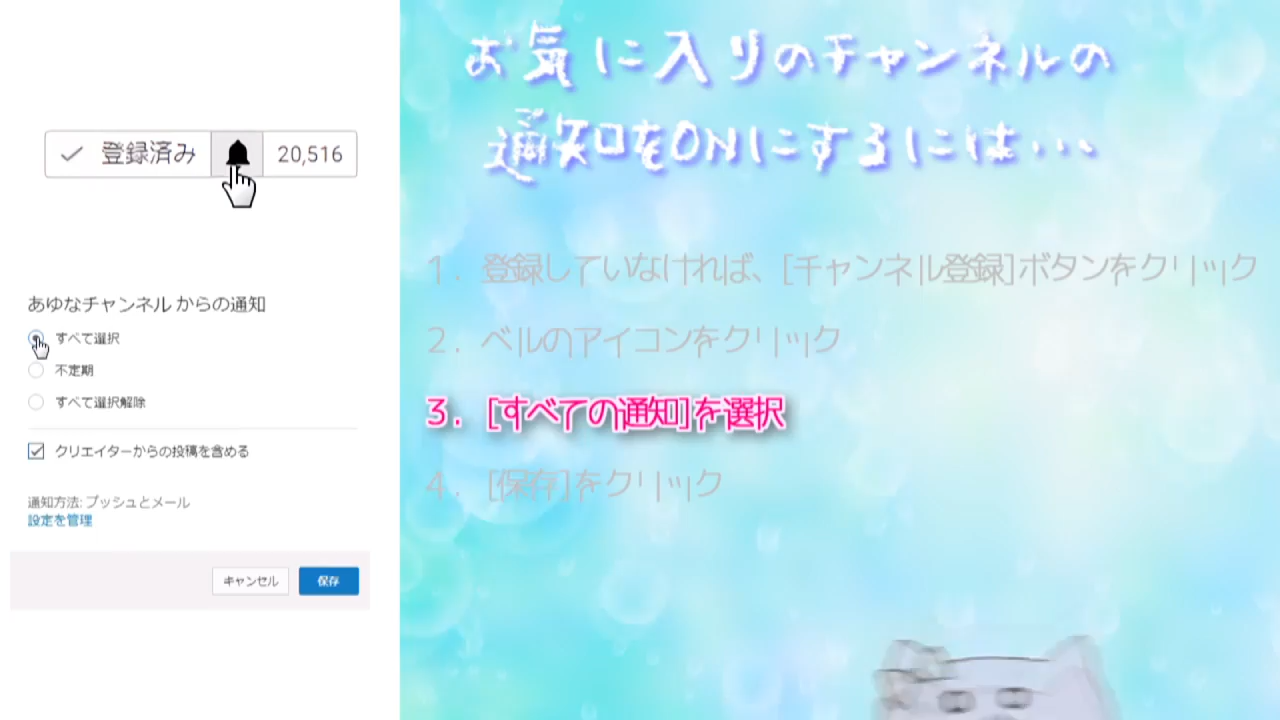 登録済み 20,516
あゆなチャンネル からの通知
すべて選択
不定期
すべて選択解除
クリエイターからの投稿を含める
通知方法: プッシュとメール
設定を管理
キャンセル 保存
お気に入りのチャンネルの
通知をONにするには・・・
1. 登録していなければ、[チャンネル登録]ボタンをクリック
2. ベルのアイコンをクリック
3. [すべての通知]を選択
4. [保存]をクリック